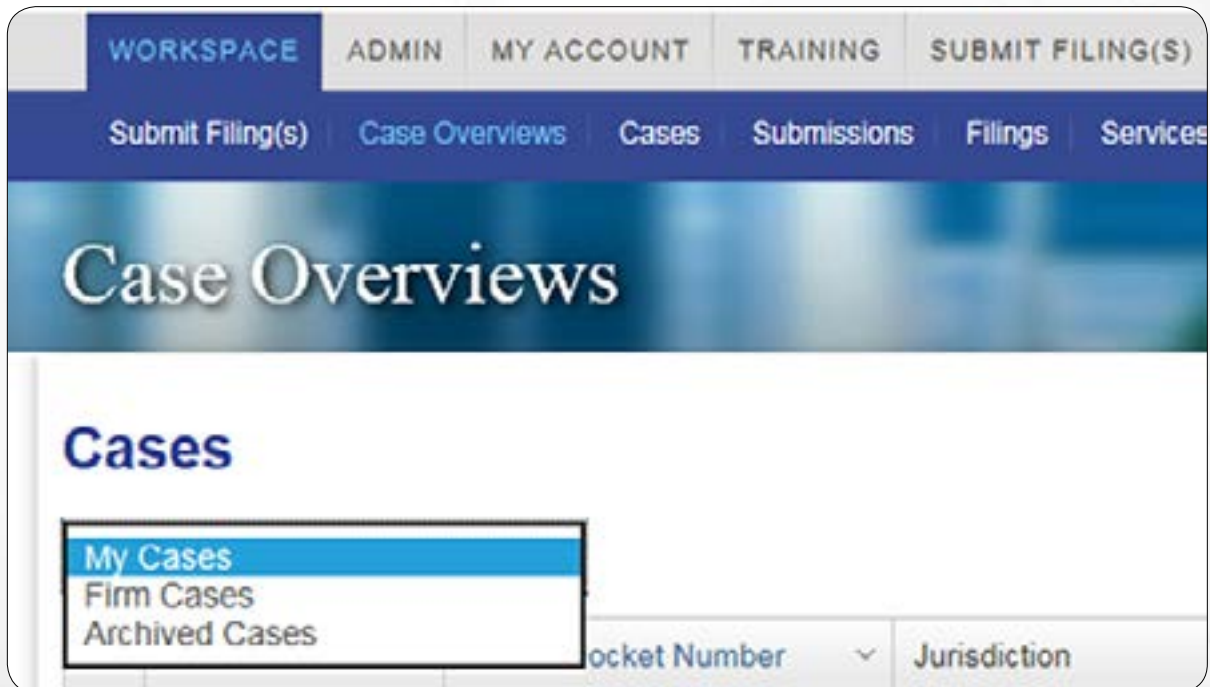 WORKSPACE ADMIN MY ACCOUNT TRAINING SUBMIT FILING(S)
Submit Filing(s) Case Overviews Cases Submissions Filings Services
Case Overviews
Cases
My Cases
Firm Cases
Archived Cases
ocket Number Jurisdiction